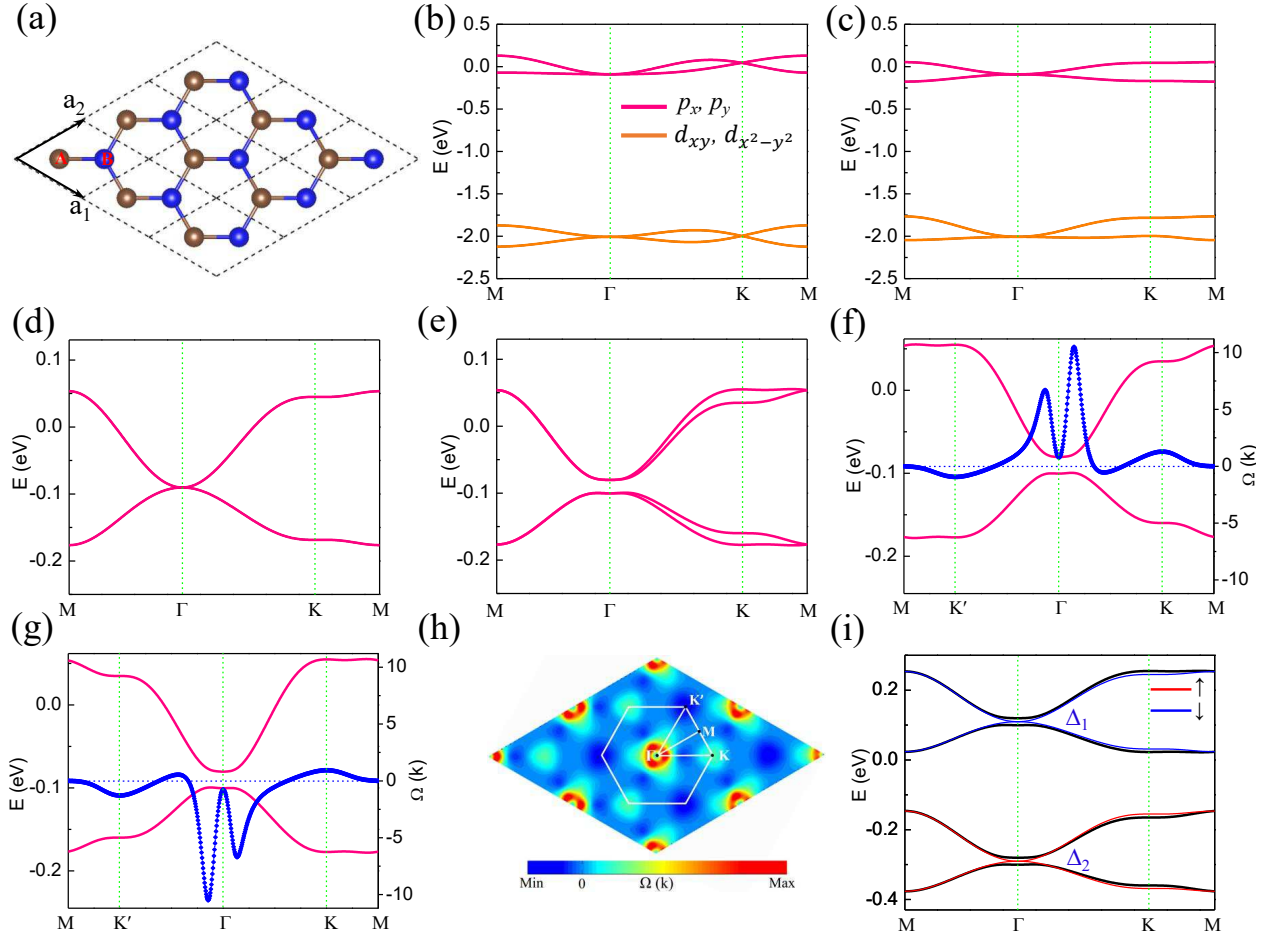 (a)
a₂
A
B
a₁
(b)
0.5
0.0
-0.5
-1.0
-1.5
-2.0
-2.5
E (eV)
pₓ, p_y
d_xy, d_x²−y²
M Γ K M
(c)
0.5
0.0
-0.5
-1.0
-1.5
-2.0
-2.5
E (eV)
M Γ K M
(d)
0.1
0.0
-0.1
-0.2
E (eV)
M Γ K M
(e)
0.1
0.0
-0.1
-0.2
E (eV)
M Γ K M
(f)
0.0
-0.1
-0.2
E (eV)
10
5
0
-5
-10
Ω (k)
M K′ Γ K M
(g)
0.0
-0.1
-0.2
E (eV)
10
5
0
-5
-10
Ω (k)
M K′ Γ K M
(h)
K′
M
Γ
K
Min 0 Ω (k) Max
(i)
0.2
0.0
-0.2
-0.4
E (eV)
↑
↓
Δ₁
Δ₂
M Γ K M